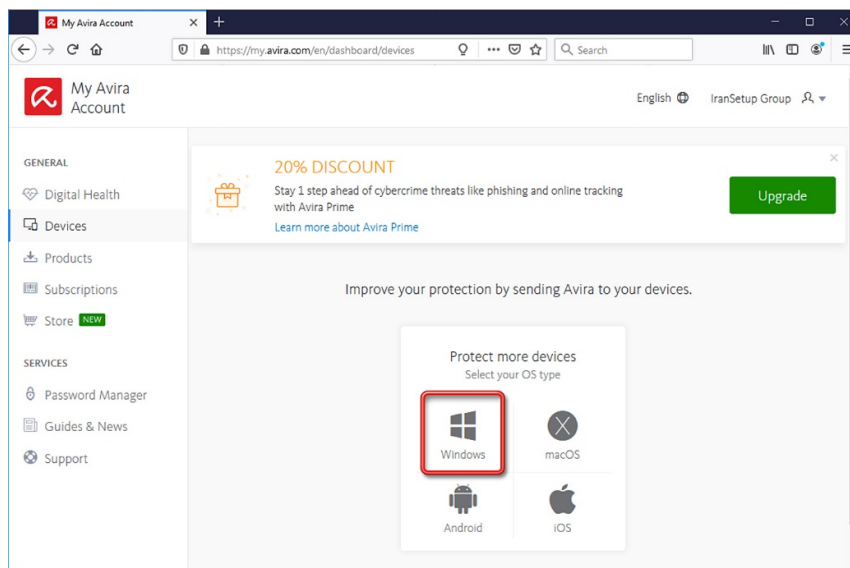 My Avira Account
https://my.avira.com/en/dashboard/devices
Search
My Avira
Account
English
IranSetup Group
GENERAL
Digital Health
Devices
Products
Subscriptions
Store NEW
SERVICES
Password Manager
Guides & News
Support
20% DISCOUNT
Stay 1 step ahead of cybercrime threats like phishing and online tracking
with Avira Prime
Learn more about Avira Prime
Upgrade
Improve your protection by sending Avira to your devices.
Protect more devices
Select your OS type
Windows
macOS
Android
iOS